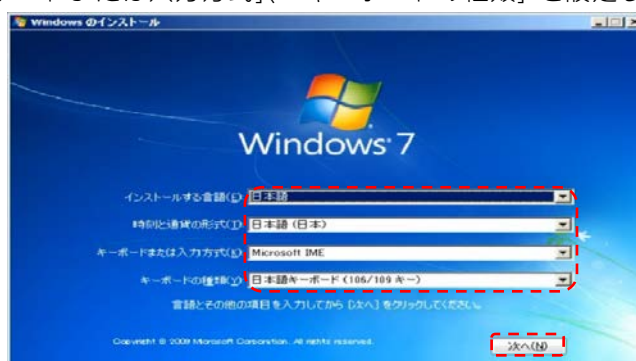 Windows のインストール
Windows 7
インストールする言語(E) 日本語
時刻と通貨の形式(T) 日本語 (日本)
キーボードまたは入力方式(K) Microsoft IME
キーボードの種類(Y) 日本語キーボード (106/109 キー)
言語とその他の項目を入力してから [次へ] をクリックしてください。
Copyright © 2009 Microsoft Corporation. All rights reserved.
次へ(N)